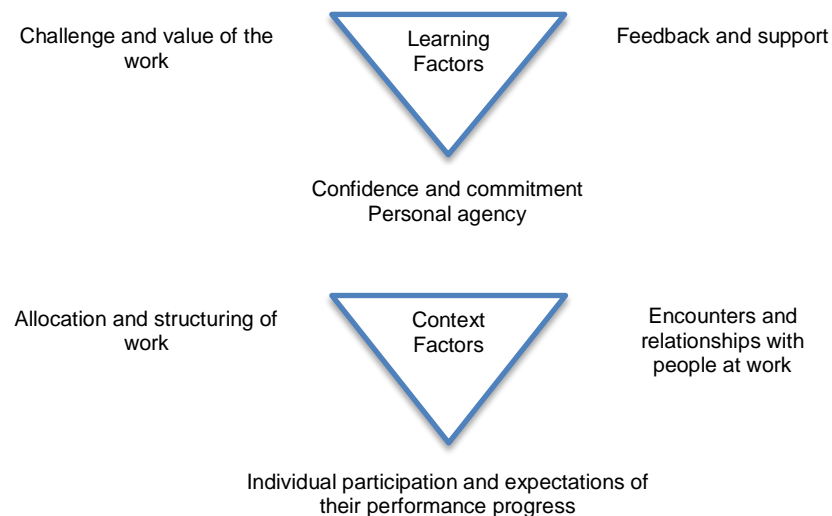 Challenge and value of the
work
Learning
Factors
Feedback and support
Confidence and commitment
Personal agency
Allocation and structuring of
work
Context
Factors
Encounters and
relationships with
people at work
Individual participation and expectations of
their performance progress